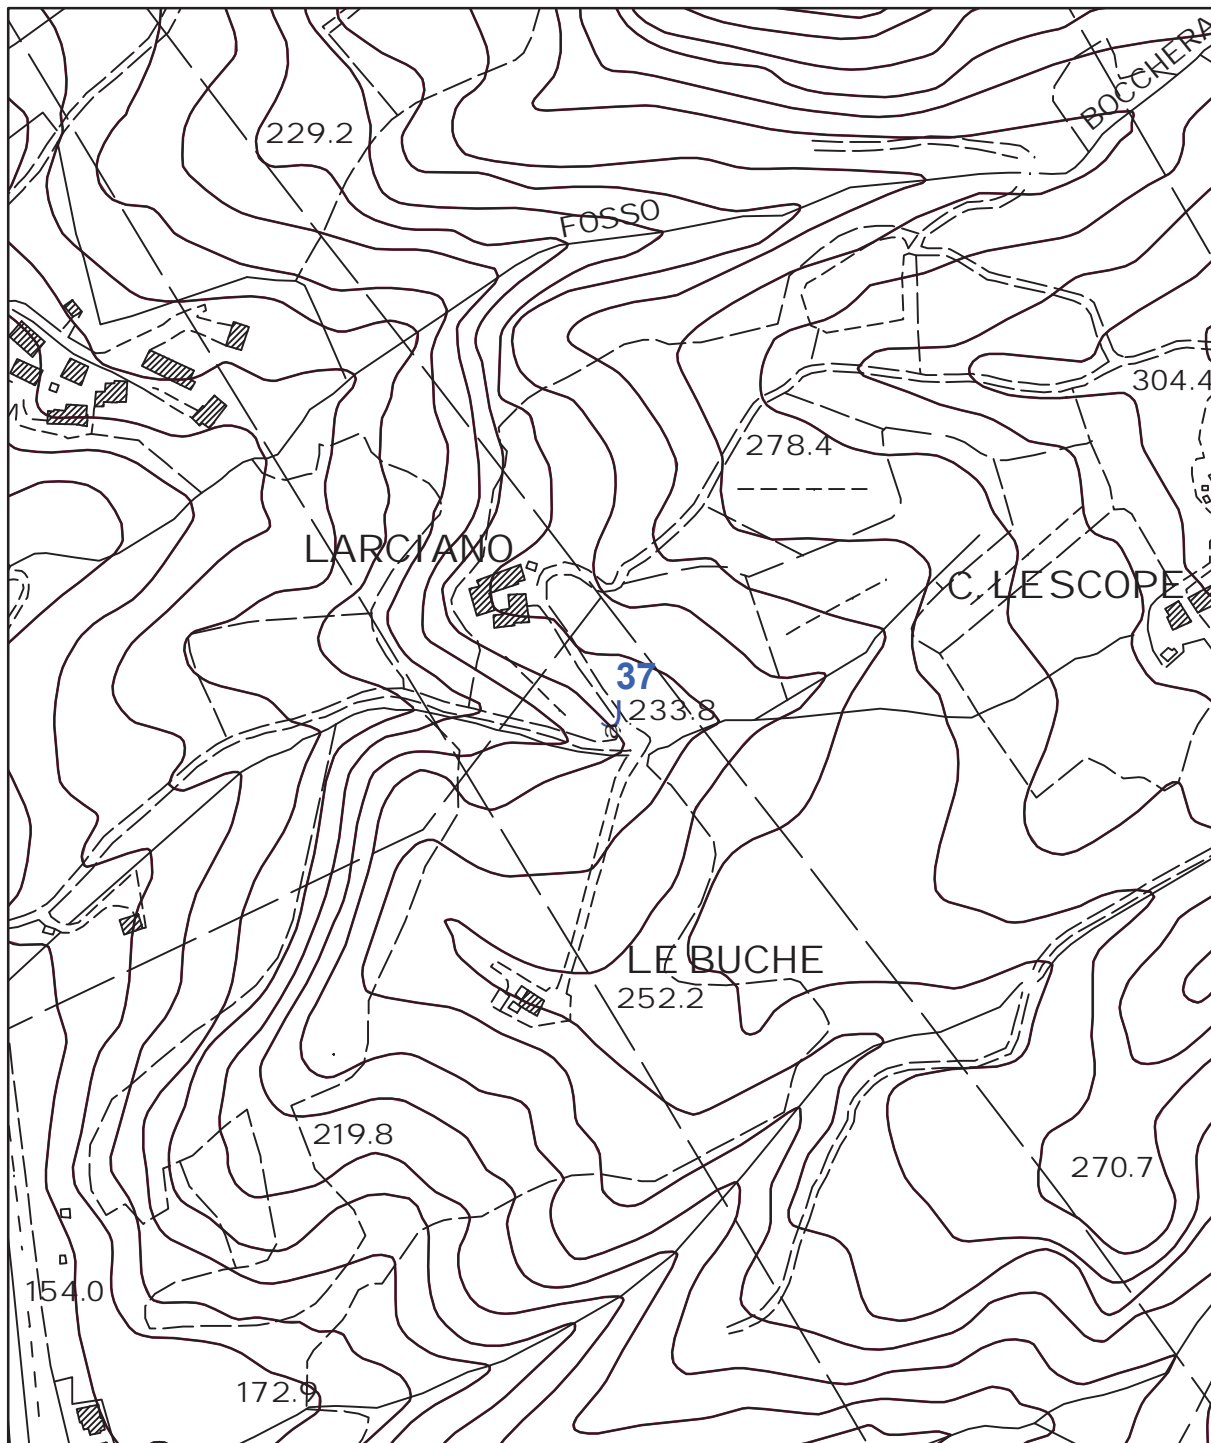 BOCCHERA
229.2
FOSSO
304.4
278.4
LARCIANO
C. LE SCOPE
37
233.8
LE BUCHE
252.2
219.8
270.7
154.0
172.9